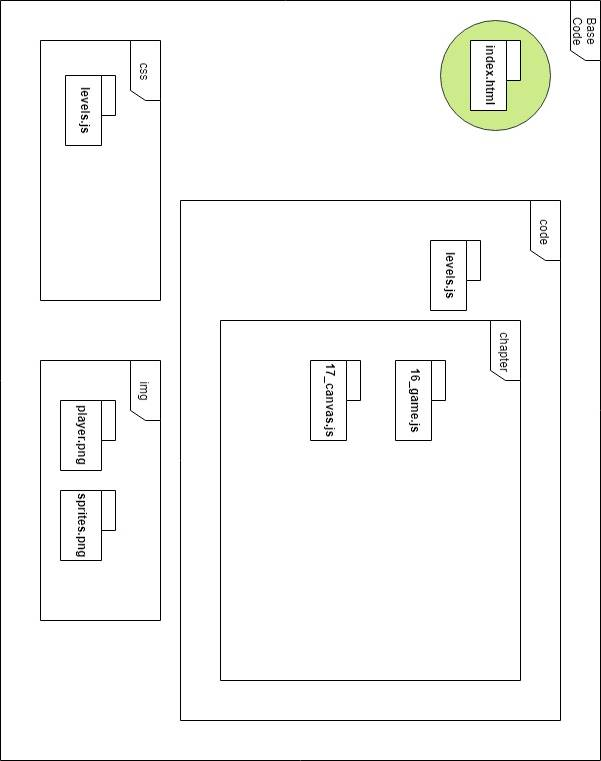 Base
Code
index.html
code
levels.js
chapter
16_game.js
17_canvas.js
css
levels.js
img
player.png
sprites.png